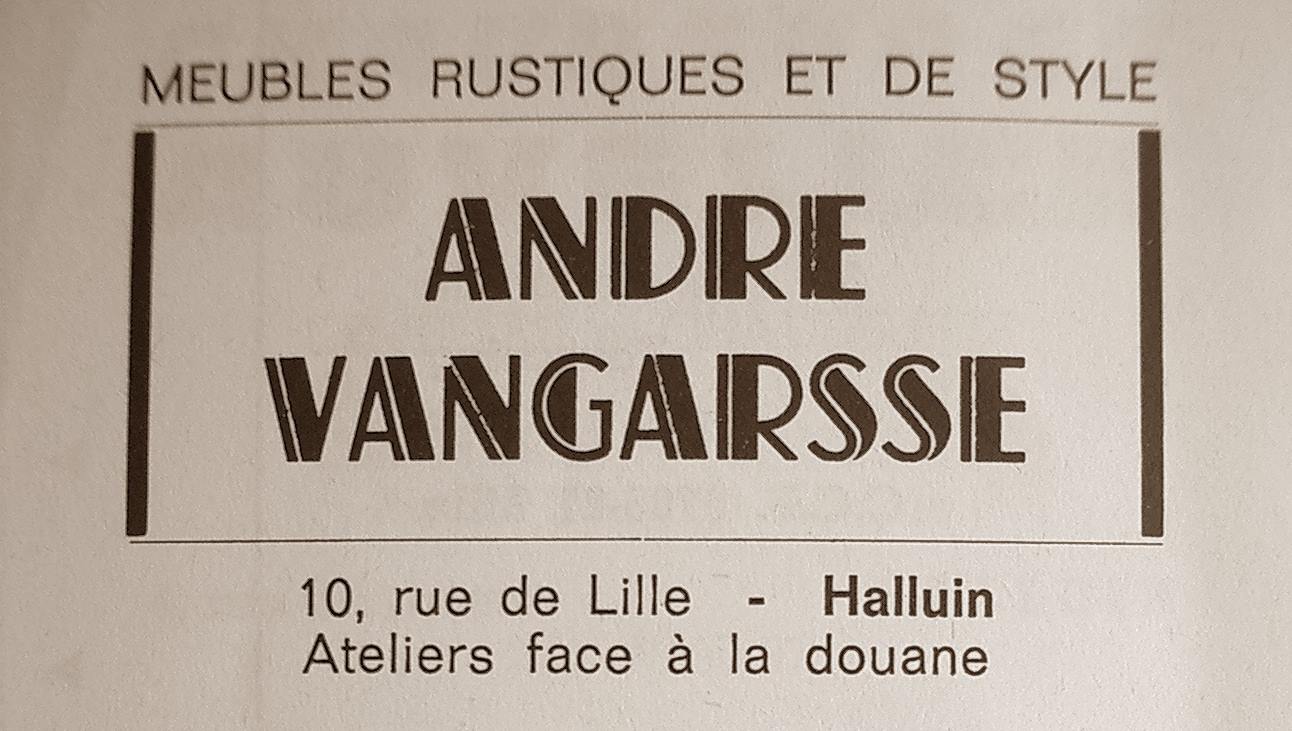 MEUBLES RUSTIQUES ET DE STYLE
ANDRE
VANGARSSE
10, rue de Lille - Halluin
Ateliers face à la douane